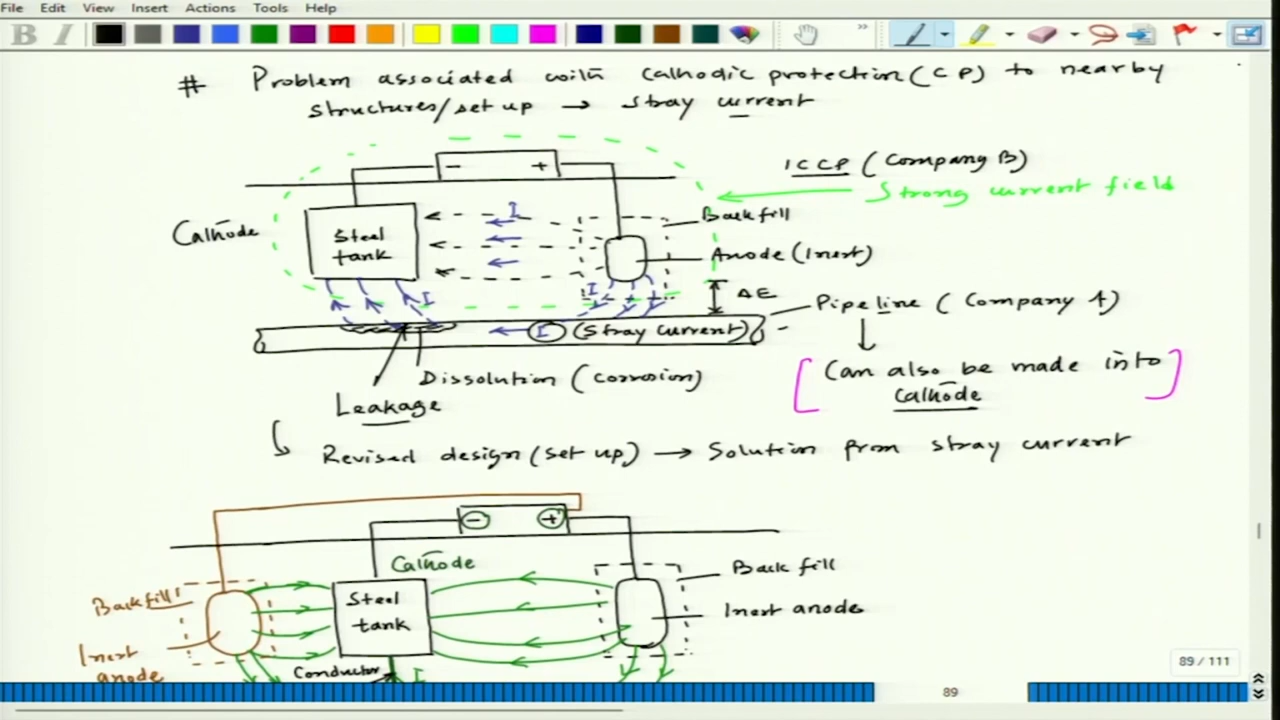 File Edit View Insert Actions Tools Help
B I
# Problem associated with Cathodic protection (CP) to nearby
structures/set up → stray current
- +
ICCP (Company B)
Strong current field
Cathode
Steel
tank
I
Backfill
Anode (Inert)
I
I
ΔE
Pipeline (Company A)
I (Stray current)
Dissolution (corrosion)
Leakage
[Can also be made into
cathode]
Revised design (set up) → Solution from stray current
- +
Cathode
Back fill
Backfill
Steel
tank
Inert anode
Inert
anode
Conductor
I
89 / 111
89